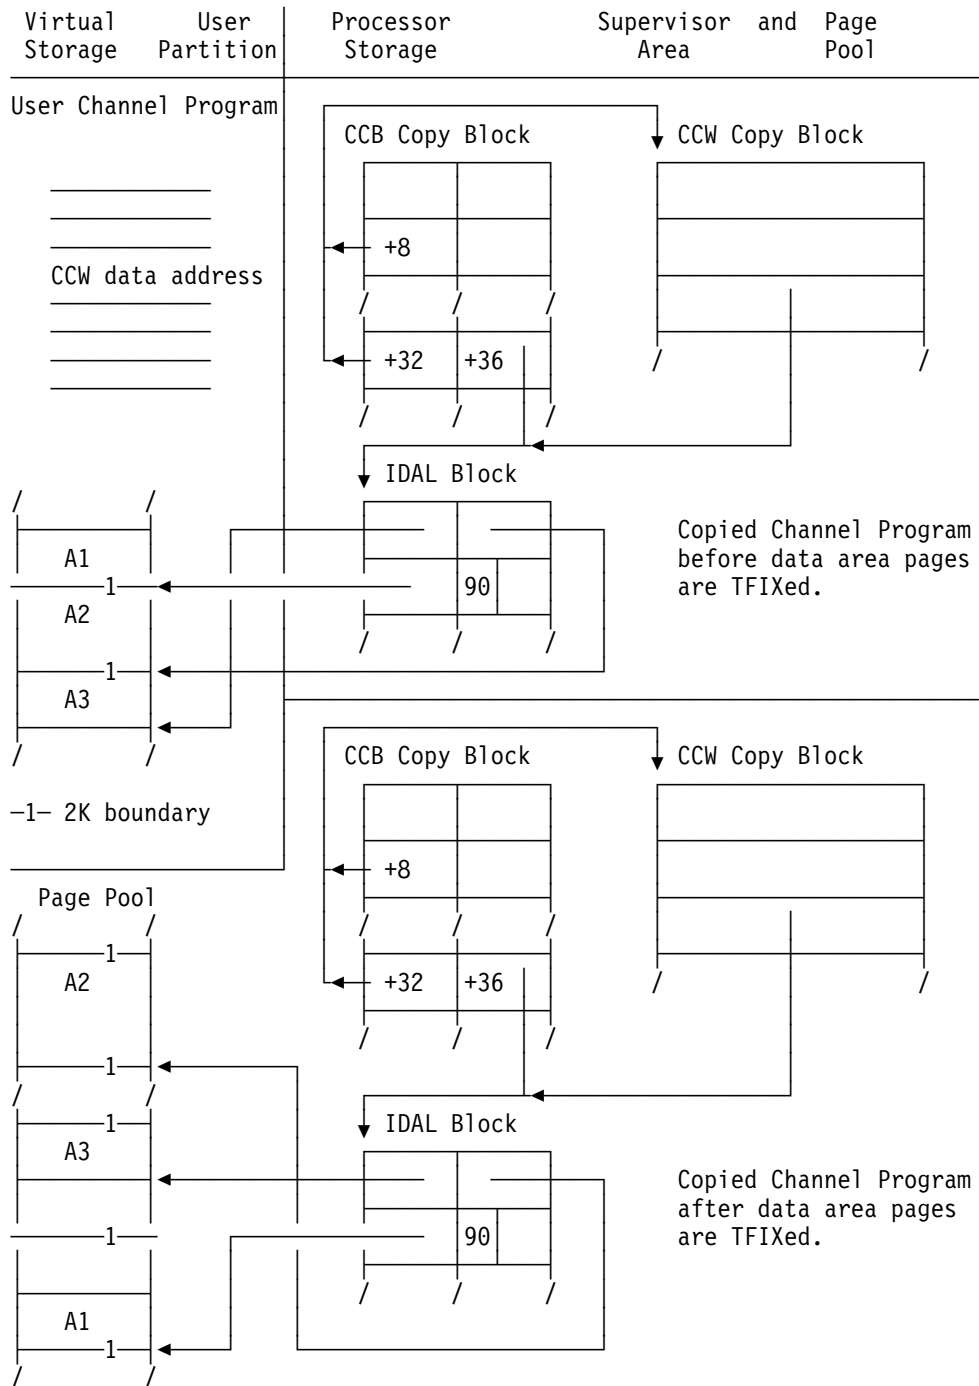 Virtual User Processor Supervisor and Page
Storage Partition Storage Area Pool
User Channel Program
CCB Copy Block CCW Copy Block
+8
CCW data address
+32 +36
IDAL Block
A1
Copied Channel Program
before data area pages
are TFIXed.
1 90
A2
1
A3
CCB Copy Block CCW Copy Block
—1— 2K boundary
+8
Page Pool
1
A2
+32 +36
1
IDAL Block
1
A3
Copied Channel Program
after data area pages
are TFIXed.
1 90
A1
1